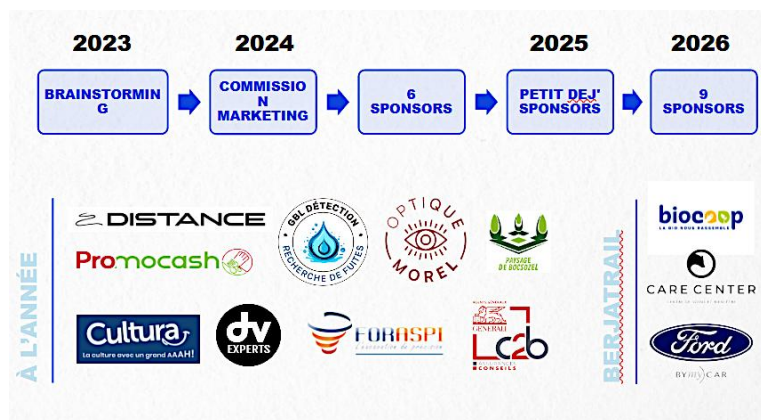 2023
2024
2025
2026
BRAINSTORMIN
G
COMMISSIO
N
MARKETING
6
SPONSORS
PETIT DEJ'
SPONSORS
9
SPONSORS
À L'ANNÉE
DISTANCE
Promocash
GBL DÉTECTION
RECHERCHE DE FUITES
OPTIQUE
MOREL
PAYSAGE
DE BOCSOZEL
Cultura
La culture avec un grand AAAH!
dv
EXPERTS
FORASPI
GENERALI
c2b
CONSEILS
BERJATRAIL
biocoop
LA BIO NOUS RASSEMBLE
CARE CENTER
Ford
BY myCAR